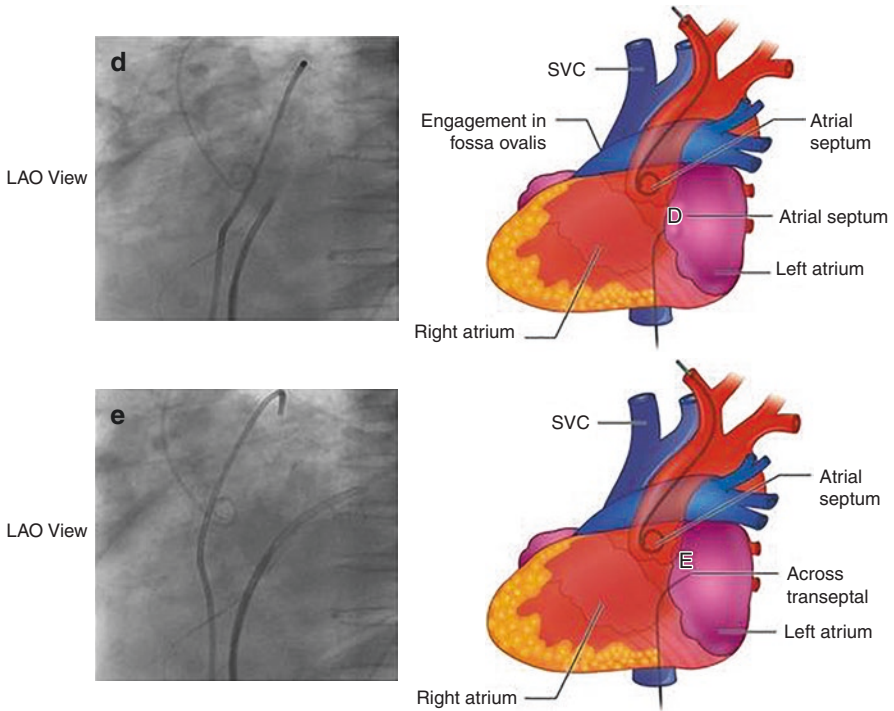 d
LAO View
SVC
Engagement in
fossa ovalis
Atrial
septum
D
Atrial septum
Left atrium
Right atrium
e
LAO View
SVC
Atrial
septum
E
Across
transeptal
Left atrium
Right atrium